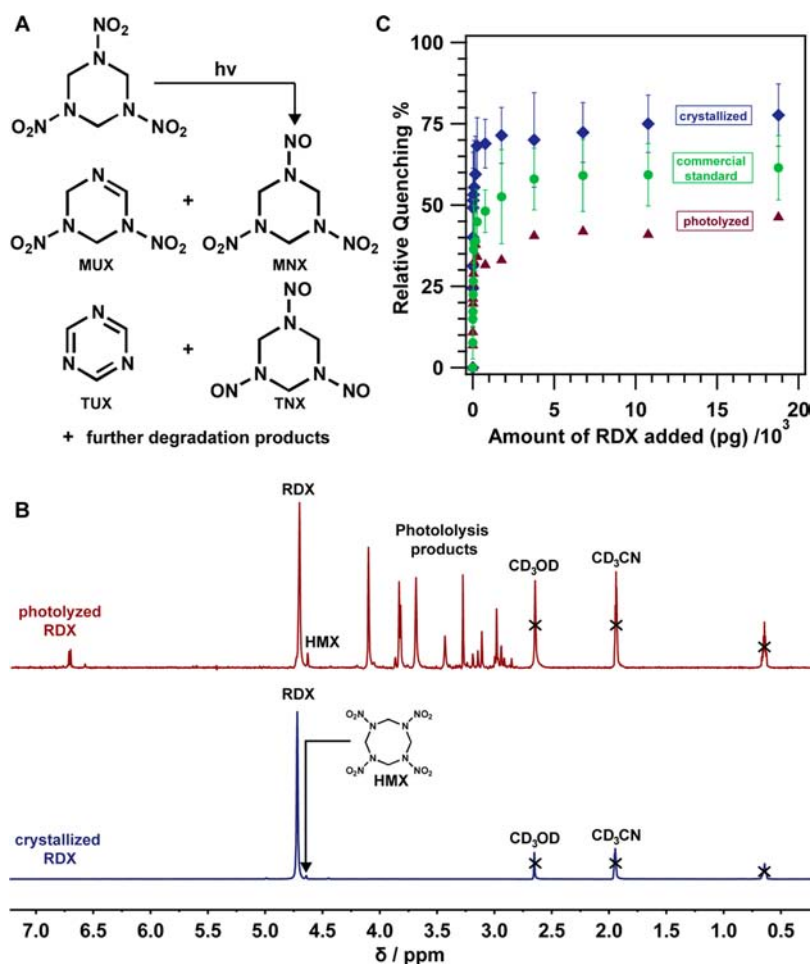 A
NO₂
N
N
N
O₂N
NO₂
hν
NO
N
N
N
O₂N
NO₂
MNX
N
N
N
O₂N
NO₂
MUX
+
N
N
N
TUX
+
NO
N
N
N
ON
NO
TNX
+ further degradation products
C
Relative Quenching %
100
75
50
25
0
crystallized
commercial
standard
photolyzed
0
5
10
15
20
Amount of RDX added (pg) /10³
B
RDX
Photololysis
products
CD₃OD
CD₃CN
photolyzed
RDX
HMX
RDX
O₂N
NO₂
N
N
N
N
O₂N
NO₂
HMX
crystallized
RDX
CD₃OD
CD₃CN
7.0 6.5 6.0 5.5 5.0 4.5 4.0 3.5 3.0 2.5 2.0 1.5 1.0 0.5
δ / ppm